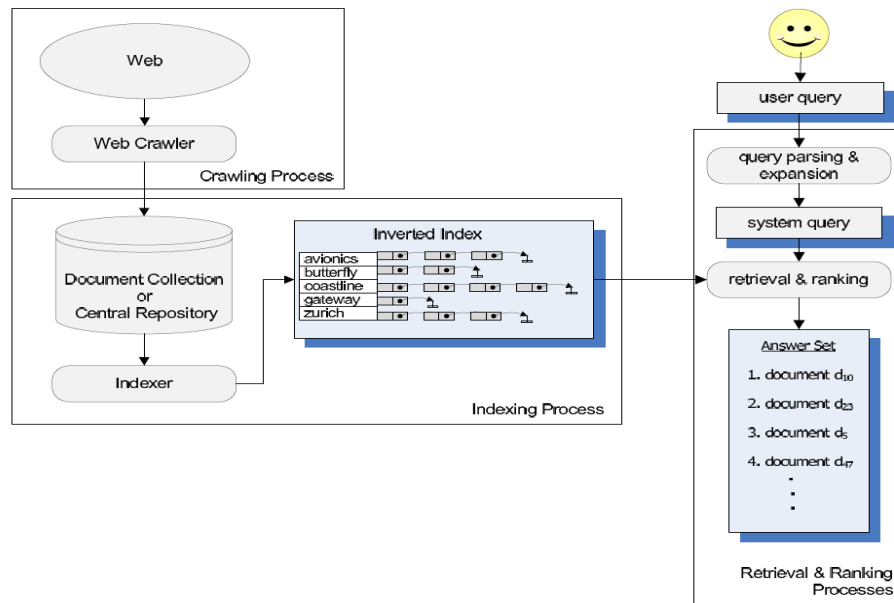 Web
Web Crawler
Crawling Process
Document Collection
or
Central Repository
Indexer
Inverted Index
avionics
butterfly
coastline
gateway
zurich
Indexing Process
user query
query parsing &
expansion
system query
retrieval & ranking
Answer Set
1. document d10
2. document d23
3. document d5
4. document d47
Retrieval & Ranking
Processes